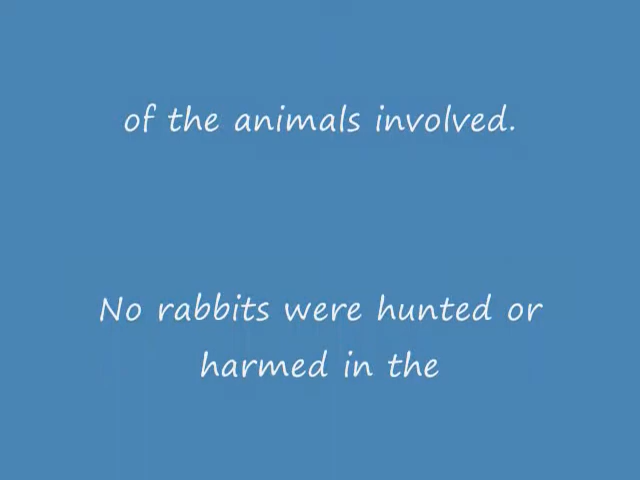 of the animals involved.
No rabbits were hunted or
harmed in the